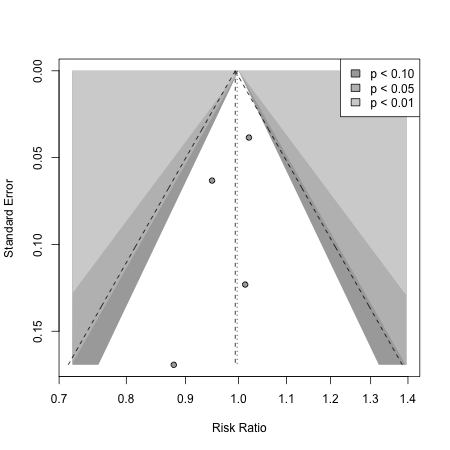 p < 0.10
p < 0.05
p < 0.01
0.00
0.05
0.10
0.15
Standard Error
0.7 0.8 0.9 1.0 1.1 1.2 1.3 1.4
Risk Ratio